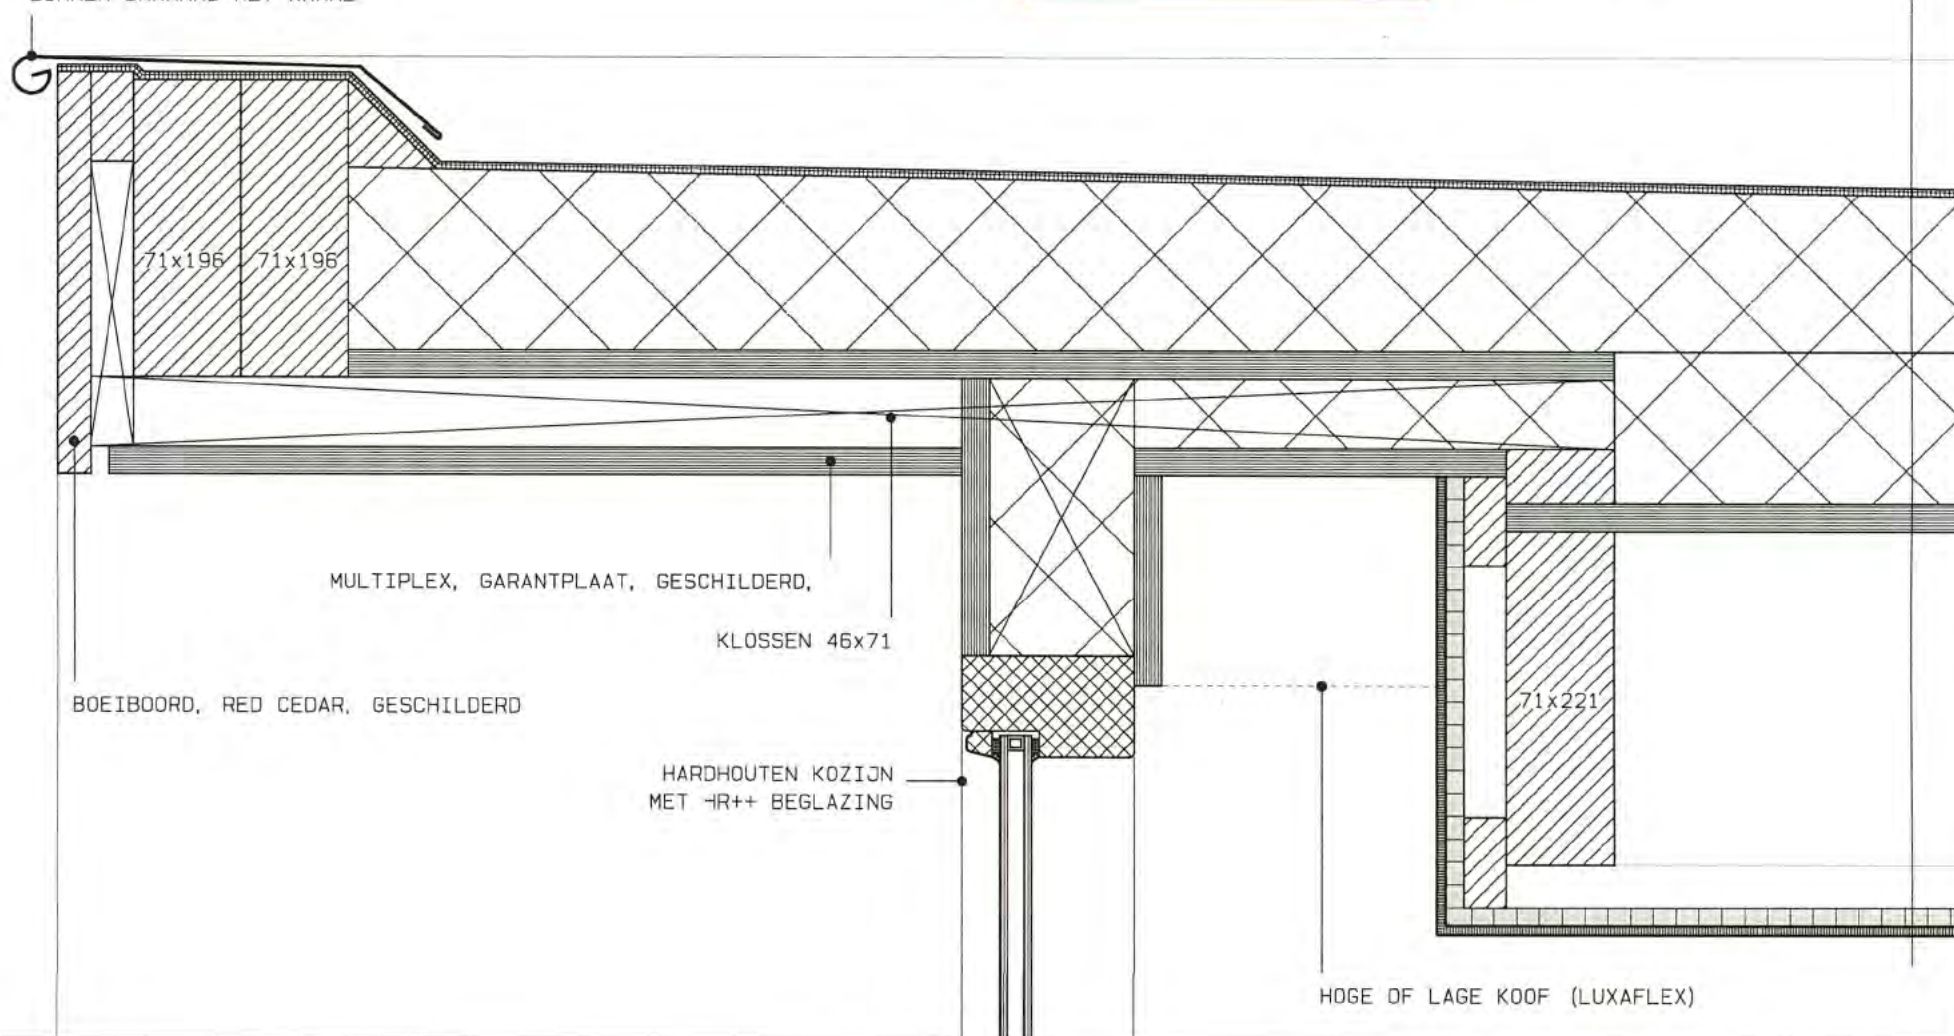 71x196 71x196
MULTIPLEX, GARANTPLAAT, GESCHILDERD,
KLOSSEN 46x71
BOEIBOORD, RED CEDAR, GESCHILDERD
71x221
HARDHOUTEN KOZIJN
MET HR++ BEGLAZING
HOGE OF LAGE KOOF (LUXAFLEX)